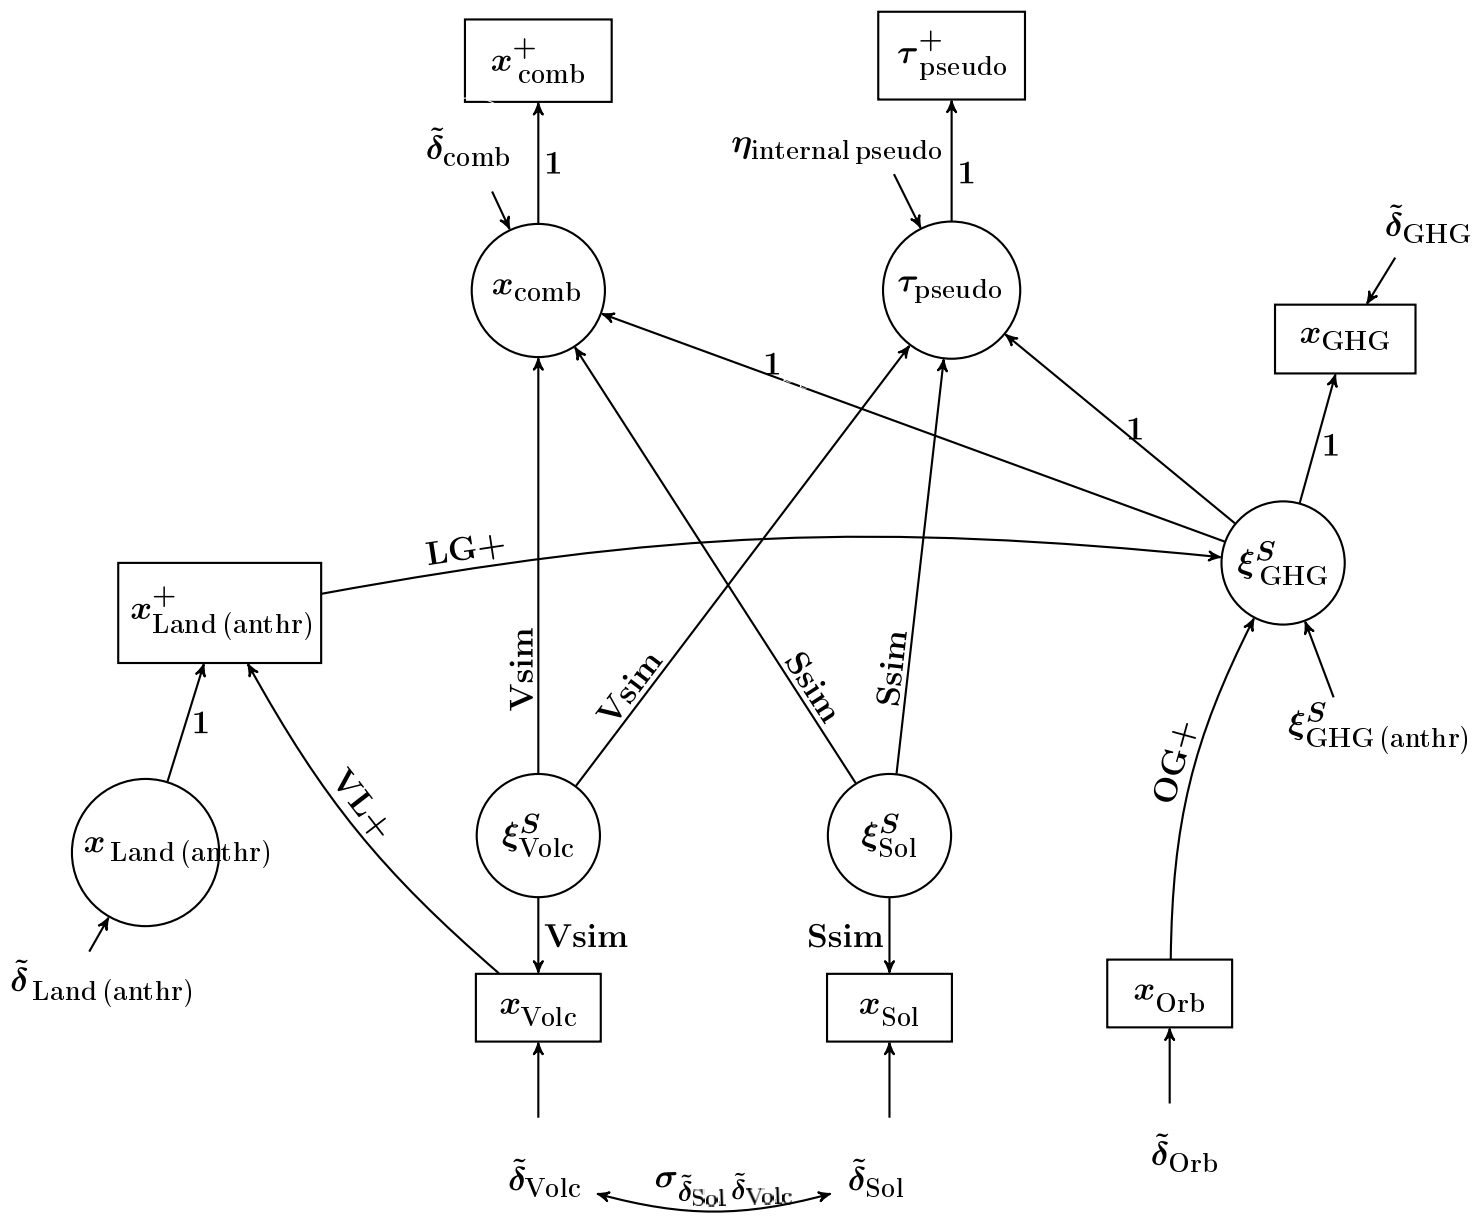 x⁺comb
τ⁺pseudo
δ̃comb
1
η internal pseudo
1
δ̃GHG
xcomb
τpseudo
xGHG
1
1
1
LG+
ξˢGHG
x⁺Land (anthr)
Vsim
Vsim
Ssim
Ssim
1
ξˢGHG (anthr)
VL+
OG+
xLand (anthr)
ξˢVolc
ξˢSol
Vsim
Ssim
δ̃Land (anthr)
xVolc
xSol
xOrb
δ̃Orb
δ̃Volc
σδ̃Sol δ̃Volc
δ̃Sol